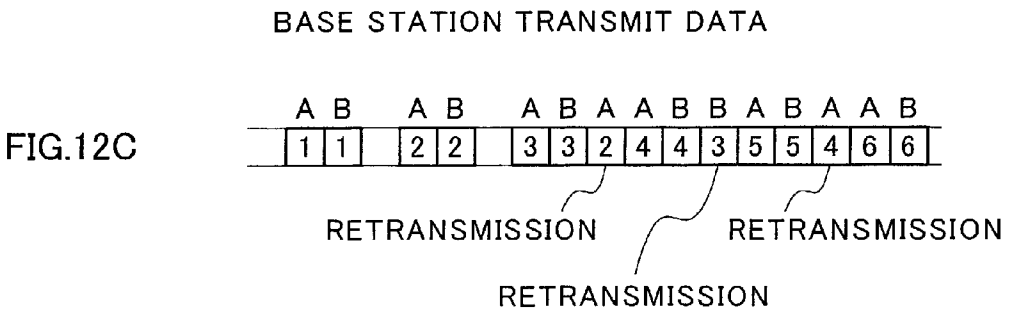 BASE STATION TRANSMIT DATA
A B A B A B A A B B A B A A B
FIG.12C 1 1 2 2 3 3 2 4 4 3 5 5 4 6 6
RETRANSMISSION RETRANSMISSION
RETRANSMISSION